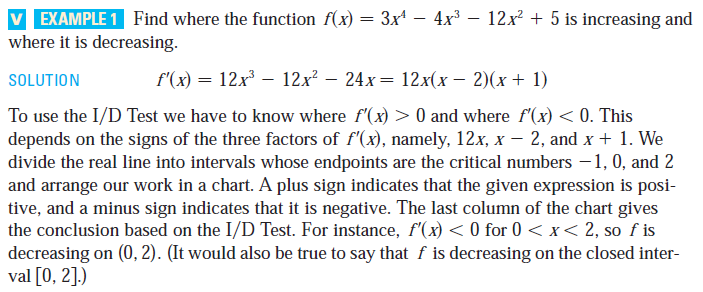 V EXAMPLE 1 Find where the function f(x) = 3x⁴ − 4x³ − 12x² + 5 is increasing and
where it is decreasing.
SOLUTION f′(x) = 12x³ − 12x² − 24x = 12x(x − 2)(x + 1)
To use the I/D Test we have to know where f′(x) > 0 and where f′(x) < 0. This
depends on the signs of the three factors of f′(x), namely, 12x, x − 2, and x + 1. We
divide the real line into intervals whose endpoints are the critical numbers −1, 0, and 2
and arrange our work in a chart. A plus sign indicates that the given expression is posi-
tive, and a minus sign indicates that it is negative. The last column of the chart gives
the conclusion based on the I/D Test. For instance, f′(x) < 0 for 0 < x < 2, so f is
decreasing on (0, 2). (It would also be true to say that f is decreasing on the closed inter-
val [0, 2].)